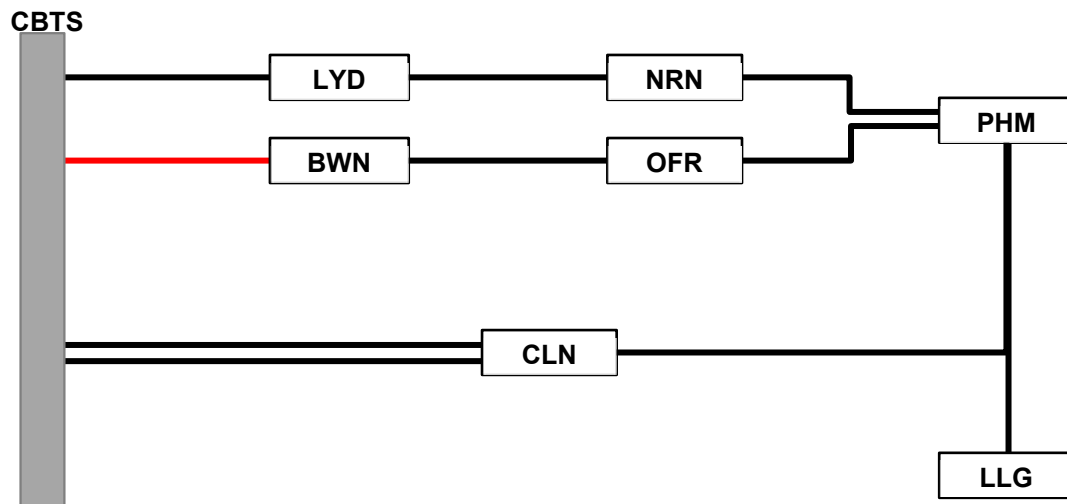 CBTS
LYD
NRN
PHM
BWN
OFR
CLN
LLG